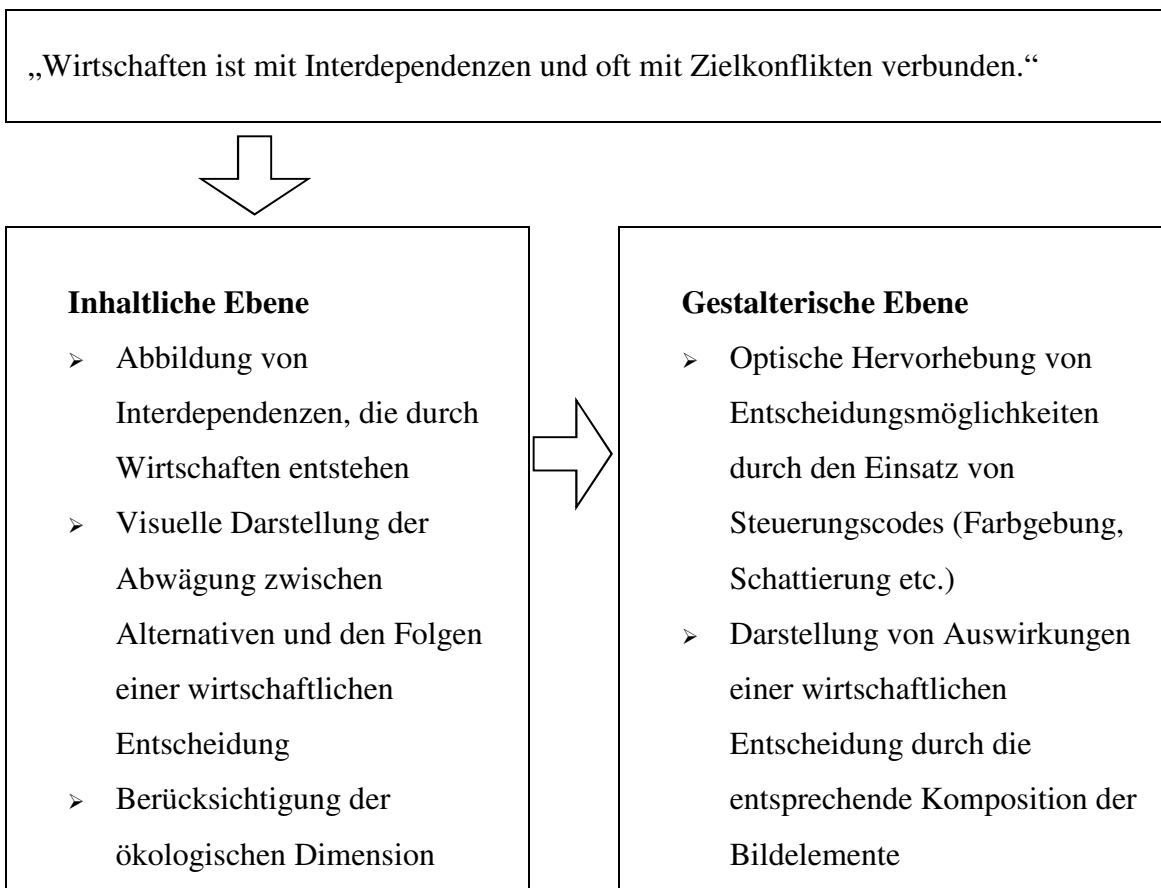 „Wirtschaften ist mit Interdependenzen und oft mit Zielkonflikten verbunden.“
Inhaltliche Ebene
➢ Abbildung von
Interdependenzen, die durch
Wirtschaften entstehen
➢ Visuelle Darstellung der
Abwägung zwischen
Alternativen und den Folgen
einer wirtschaftlichen
Entscheidung
➢ Berücksichtigung der
ökologischen Dimension
Gestalterische Ebene
➢ Optische Hervorhebung von
Entscheidungsmöglichkeiten
durch den Einsatz von
Steuerungscodes (Farbgebung,
Schattierung etc.)
➢ Darstellung von Auswirkungen
einer wirtschaftlichen
Entscheidung durch die
entsprechende Komposition der
Bildelemente